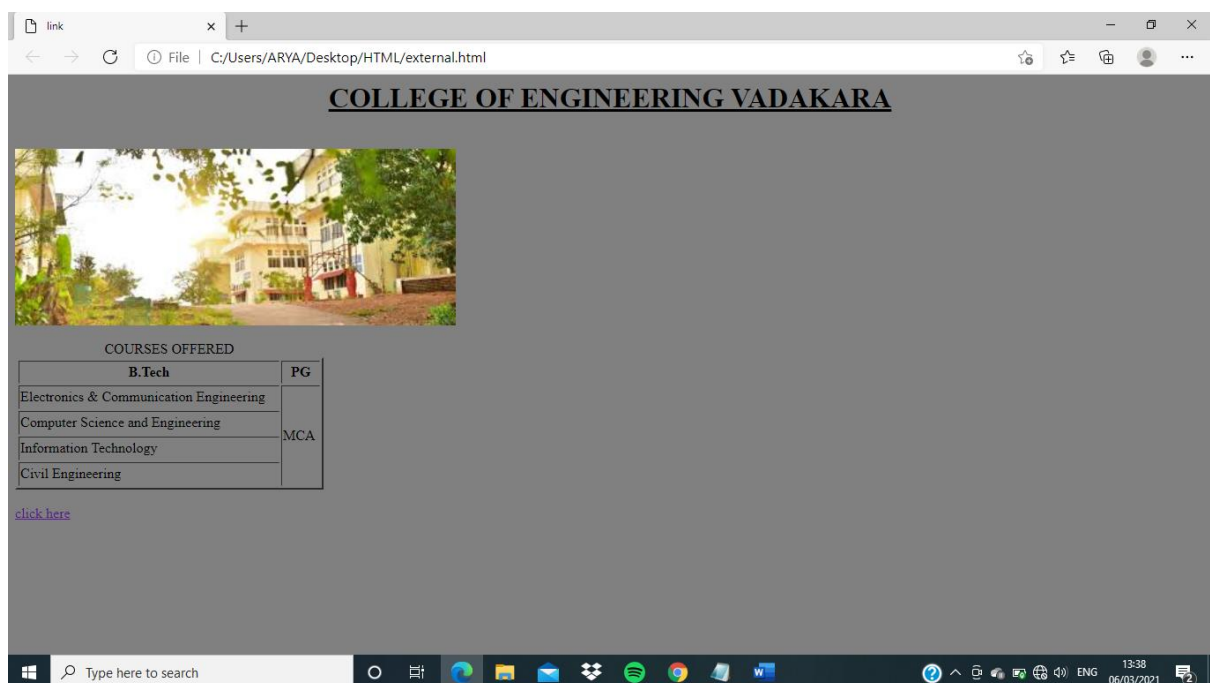 link
File | C:/Users/ARYA/Desktop/HTML/external.html
COLLEGE OF ENGINEERING VADAKARA
COURSES OFFERED
B.Tech PG
Electronics & Communication Engineering
Computer Science and Engineering
MCA
Information Technology
Civil Engineering
click here
Type here to search
ENG
13:38
06/03/2021